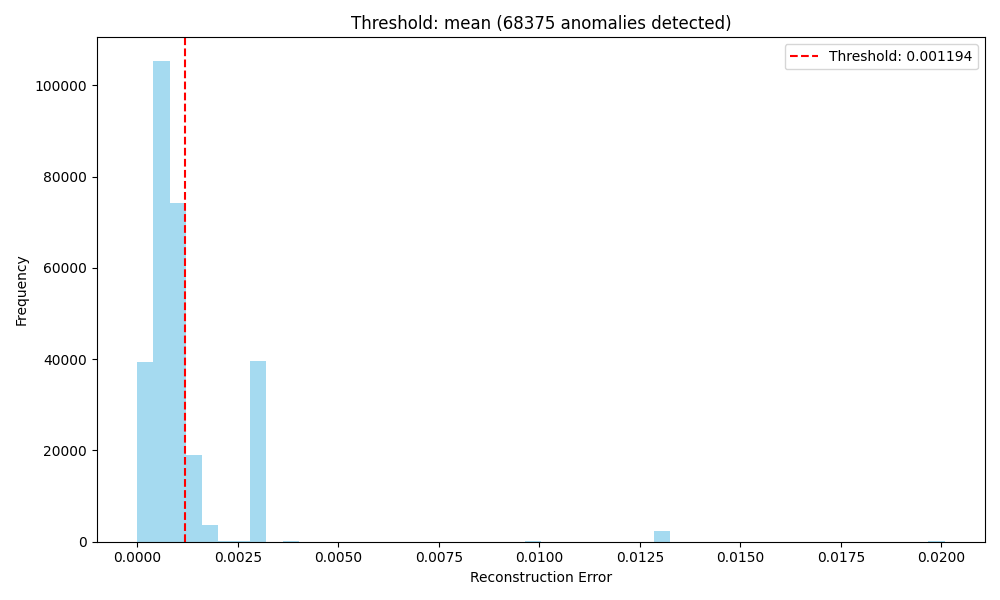 Threshold: mean (68375 anomalies detected)
Threshold: 0.001194
100000
80000
60000
40000
20000
0
Frequency
0.0000 0.0025 0.0050 0.0075 0.0100 0.0125 0.0150 0.0175 0.0200
Reconstruction Error